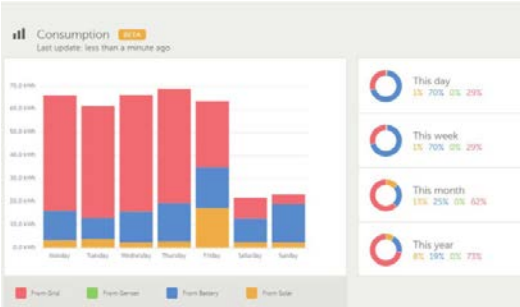 Consumption BETA
Last update: less than a minute ago
70.0 kWh
60.0 kWh
50.0 kWh
40.0 kWh
30.0 kWh
20.0 kWh
10.0 kWh
0.0 kWh
Monday Tuesday Wednesday Thursday Friday Saturday Sunday
From Grid From Genset From Battery From Solar
This day
1% 70% 0% 29%
This week
1% 70% 0% 29%
This month
13% 25% 0% 62%
This year
8% 19% 0% 73%